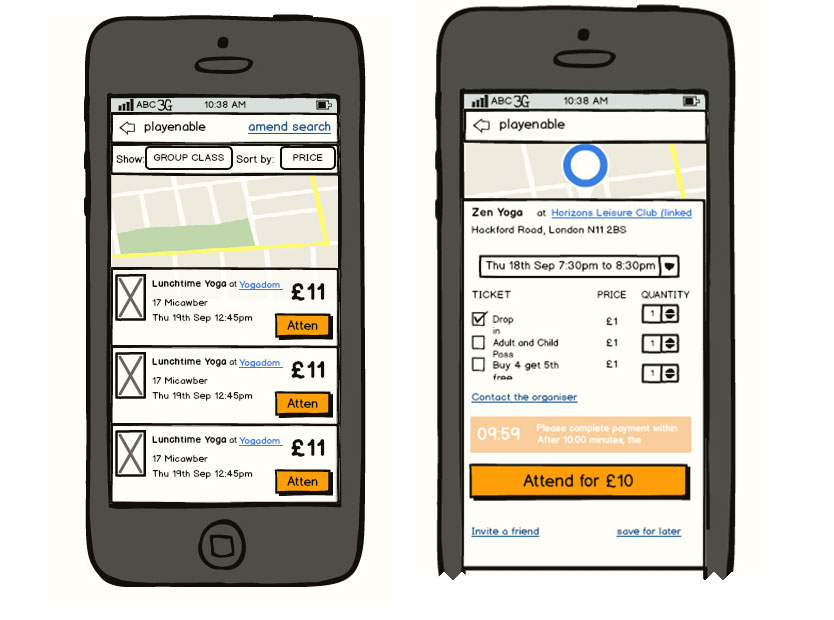 ABC 3G 10:38 AM
playenable amend search
Show: GROUP CLASS Sort by: PRICE
Lunchtime Yoga at Yogadom
£11
17 Micawber
Thu 19th Sep 12:45pm
Atten
Lunchtime Yoga at Yogadom
£11
17 Micawber
Thu 19th Sep 12:45pm
Atten
Lunchtime Yoga at Yogadom
£11
17 Micawber
Thu 19th Sep 12:45pm
Atten
ABC 3G 10:38 AM
playenable
Zen Yoga at Horizons Leisure Club (linked
Hackford Road, London N11 2BS
Thu 18th Sep 7:30pm to 8:30pm
TICKET PRICE QUANTITY
Drop £1 1
in
Adult and Child £1 1
Pass
Buy 4 get 5th £1 1
free
Contact the organiser
09:59 Please complete payment within
After 10:00 minutes, the
Attend for £10
Invite a friend save for later